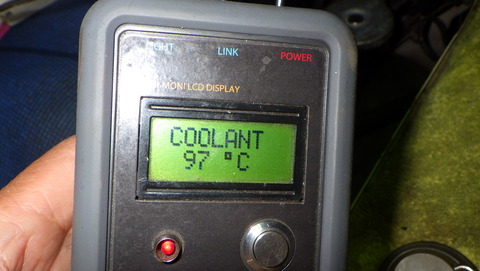 LINK
POWER
LCD DISPLAY
COOLANT
97 °C